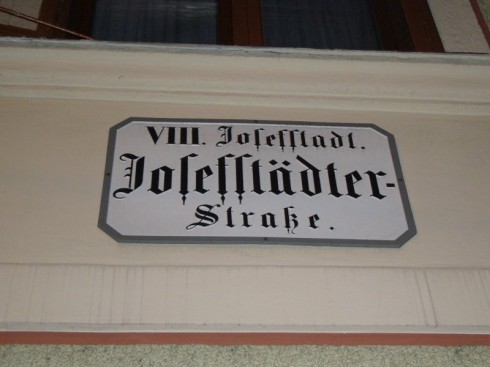 VIII. Josefstadt.
Josefstädter-
Straße.